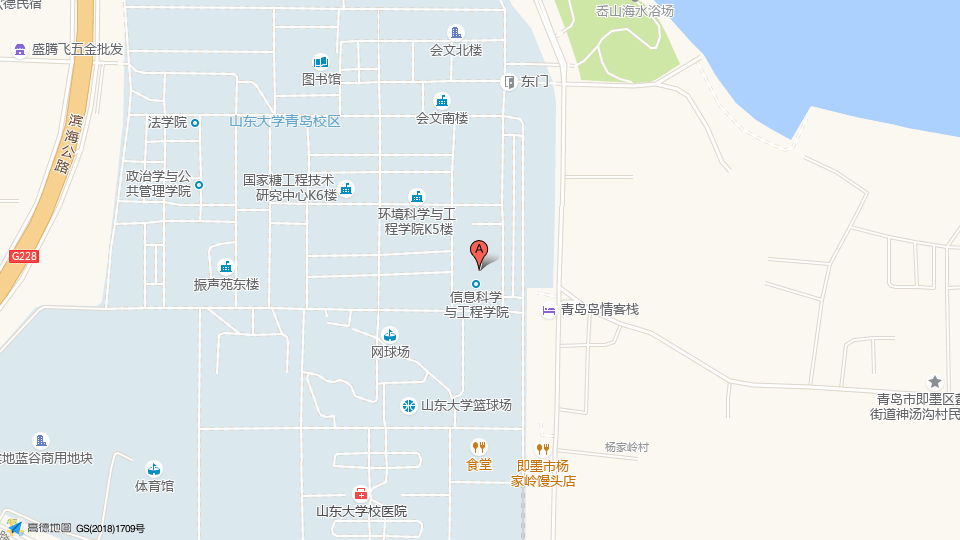 德民宿
岙山海水浴场
盛腾飞五金批发
会文北楼
图书馆
东门
会文南楼
法学院
山东大学青岛校区
滨海公路
政治学与公
共管理学院
国家糖工程技术
研究中心K6楼
环境科学与工
程学院K5楼
A
G228
振声苑东楼
信息科学
与工程学院
青岛岛情客栈
网球场
青岛市即墨区鳌
街道神汤沟村民
山东大学篮球场
地蓝谷商用地块
杨家岭村
食堂
即墨市杨
家岭馒头店
体育馆
山东大学校医院
高德地图 GS(2018)1709号